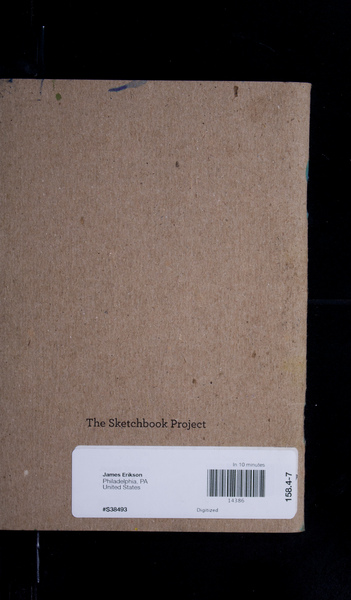 The Sketchbook Project
In 10 minutes
James Erikson
Philadelphia, PA
United States
14186
#S38493
Digitized
158.4-7